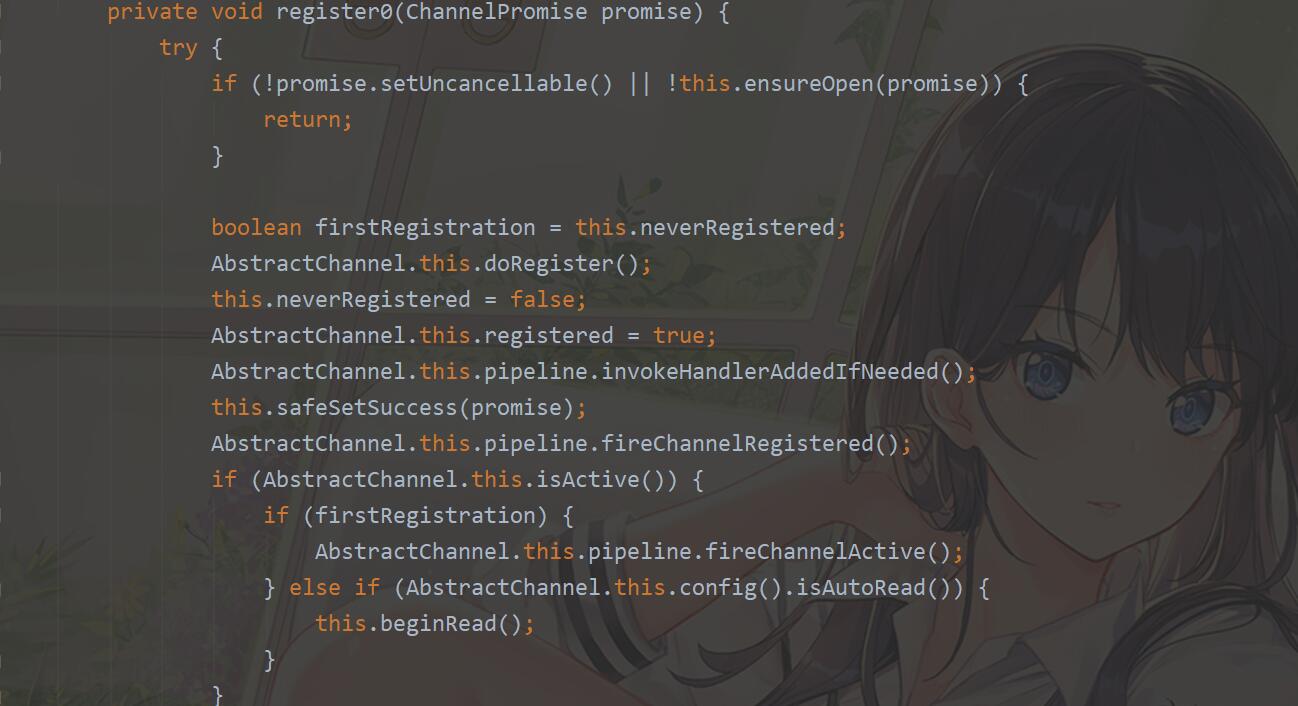 private void register0(ChannelPromise promise) {
try {
if (!promise.setUncancellable() || !this.ensureOpen(promise)) {
return;
}
boolean firstRegistration = this.neverRegistered;
AbstractChannel.this.doRegister();
this.neverRegistered = false;
AbstractChannel.this.registered = true;
AbstractChannel.this.pipeline.invokeHandlerAddedIfNeeded();
this.safeSetSuccess(promise);
AbstractChannel.this.pipeline.fireChannelRegistered();
if (AbstractChannel.this.isActive()) {
if (firstRegistration) {
AbstractChannel.this.pipeline.fireChannelActive();
} else if (AbstractChannel.this.config().isAutoRead()) {
this.beginRead();
}
}